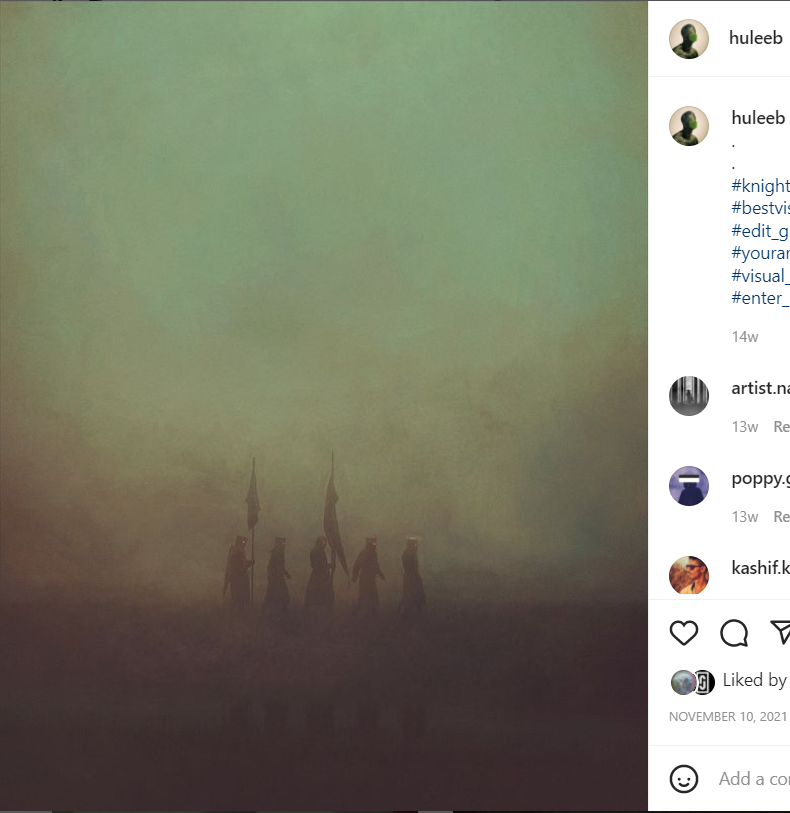 huleeb
huleeb
.
.
#knight
#bestvis
#edit_g
#youra
#visual_
#enter_
14w
artist.na
13w Re
poppy.g
13w Re
kashif.k
Liked by
NOVEMBER 10, 2021
Add a co